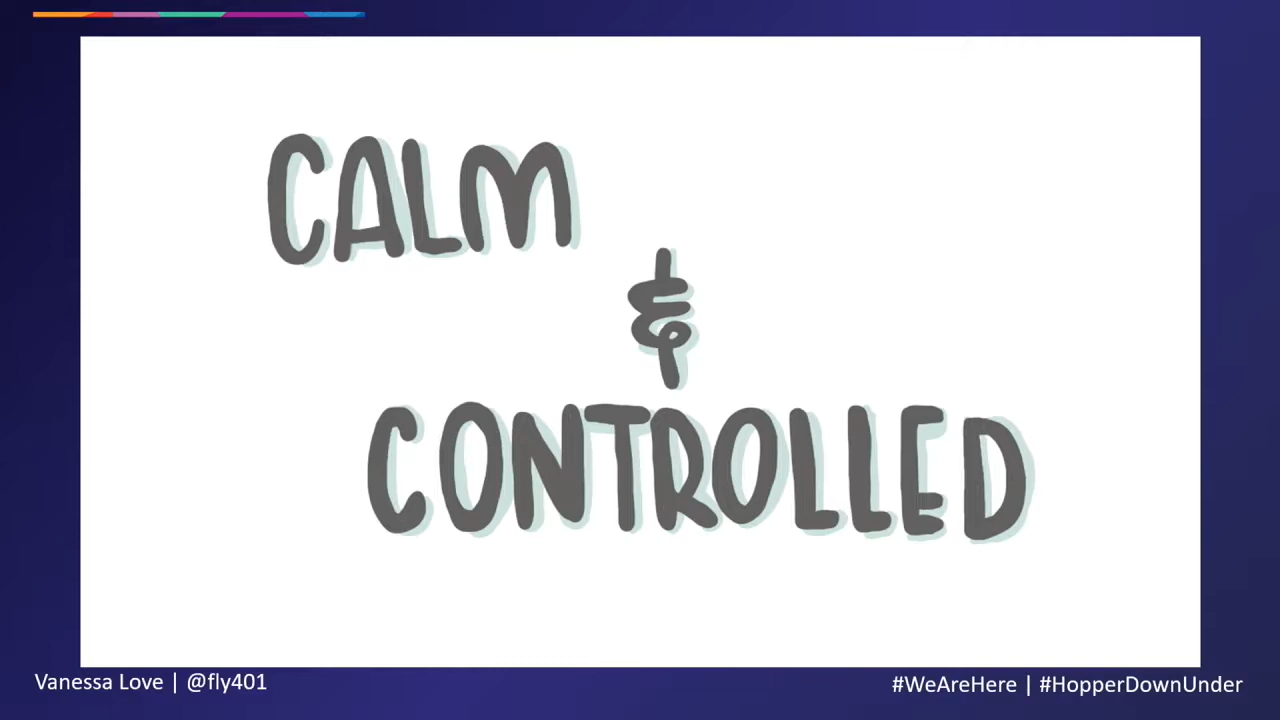 CALM
&
CONTROLLED
Vanessa Love | @fly401
#WeAreHere | #HopperDownUnder